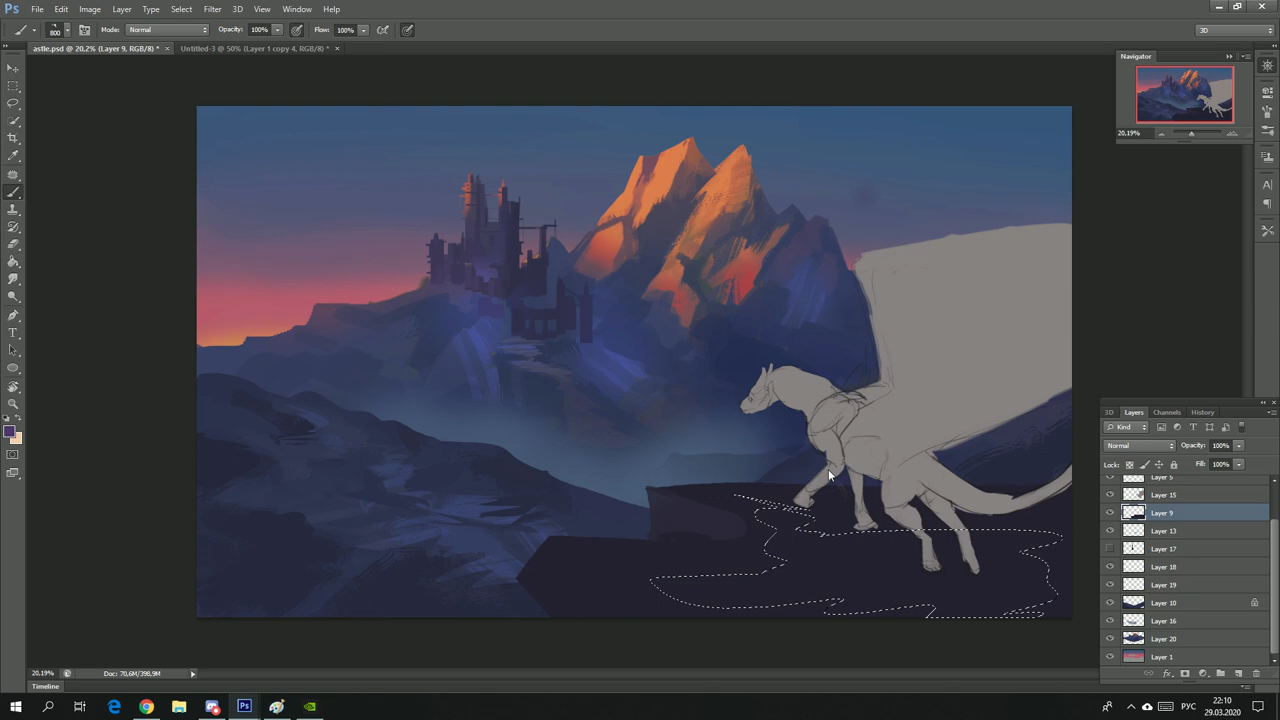 Ps File Edit Image Layer Type Select Filter 3D View Window Help
800 Mode: Normal Opacity: 100% Flow: 100% 3D
astle.psd @ 20,2% (Layer 9, RGB/8) * × Untitled-3 @ 50% (Layer 1 copy 4, RGB/8) * ×
Navigator
20,19%
3D Layers Channels History
Kind
Normal Opacity: 100%
Lock: Fill: 100%
Layer 5
Layer 15
Layer 9
Layer 13
Layer 17
Layer 18
Layer 19
Layer 10
Layer 16
Layer 20
Layer 1
20,19% Doc: 70,6M/398,9M
Timeline
Ps РУС 22:10
29.03.2020